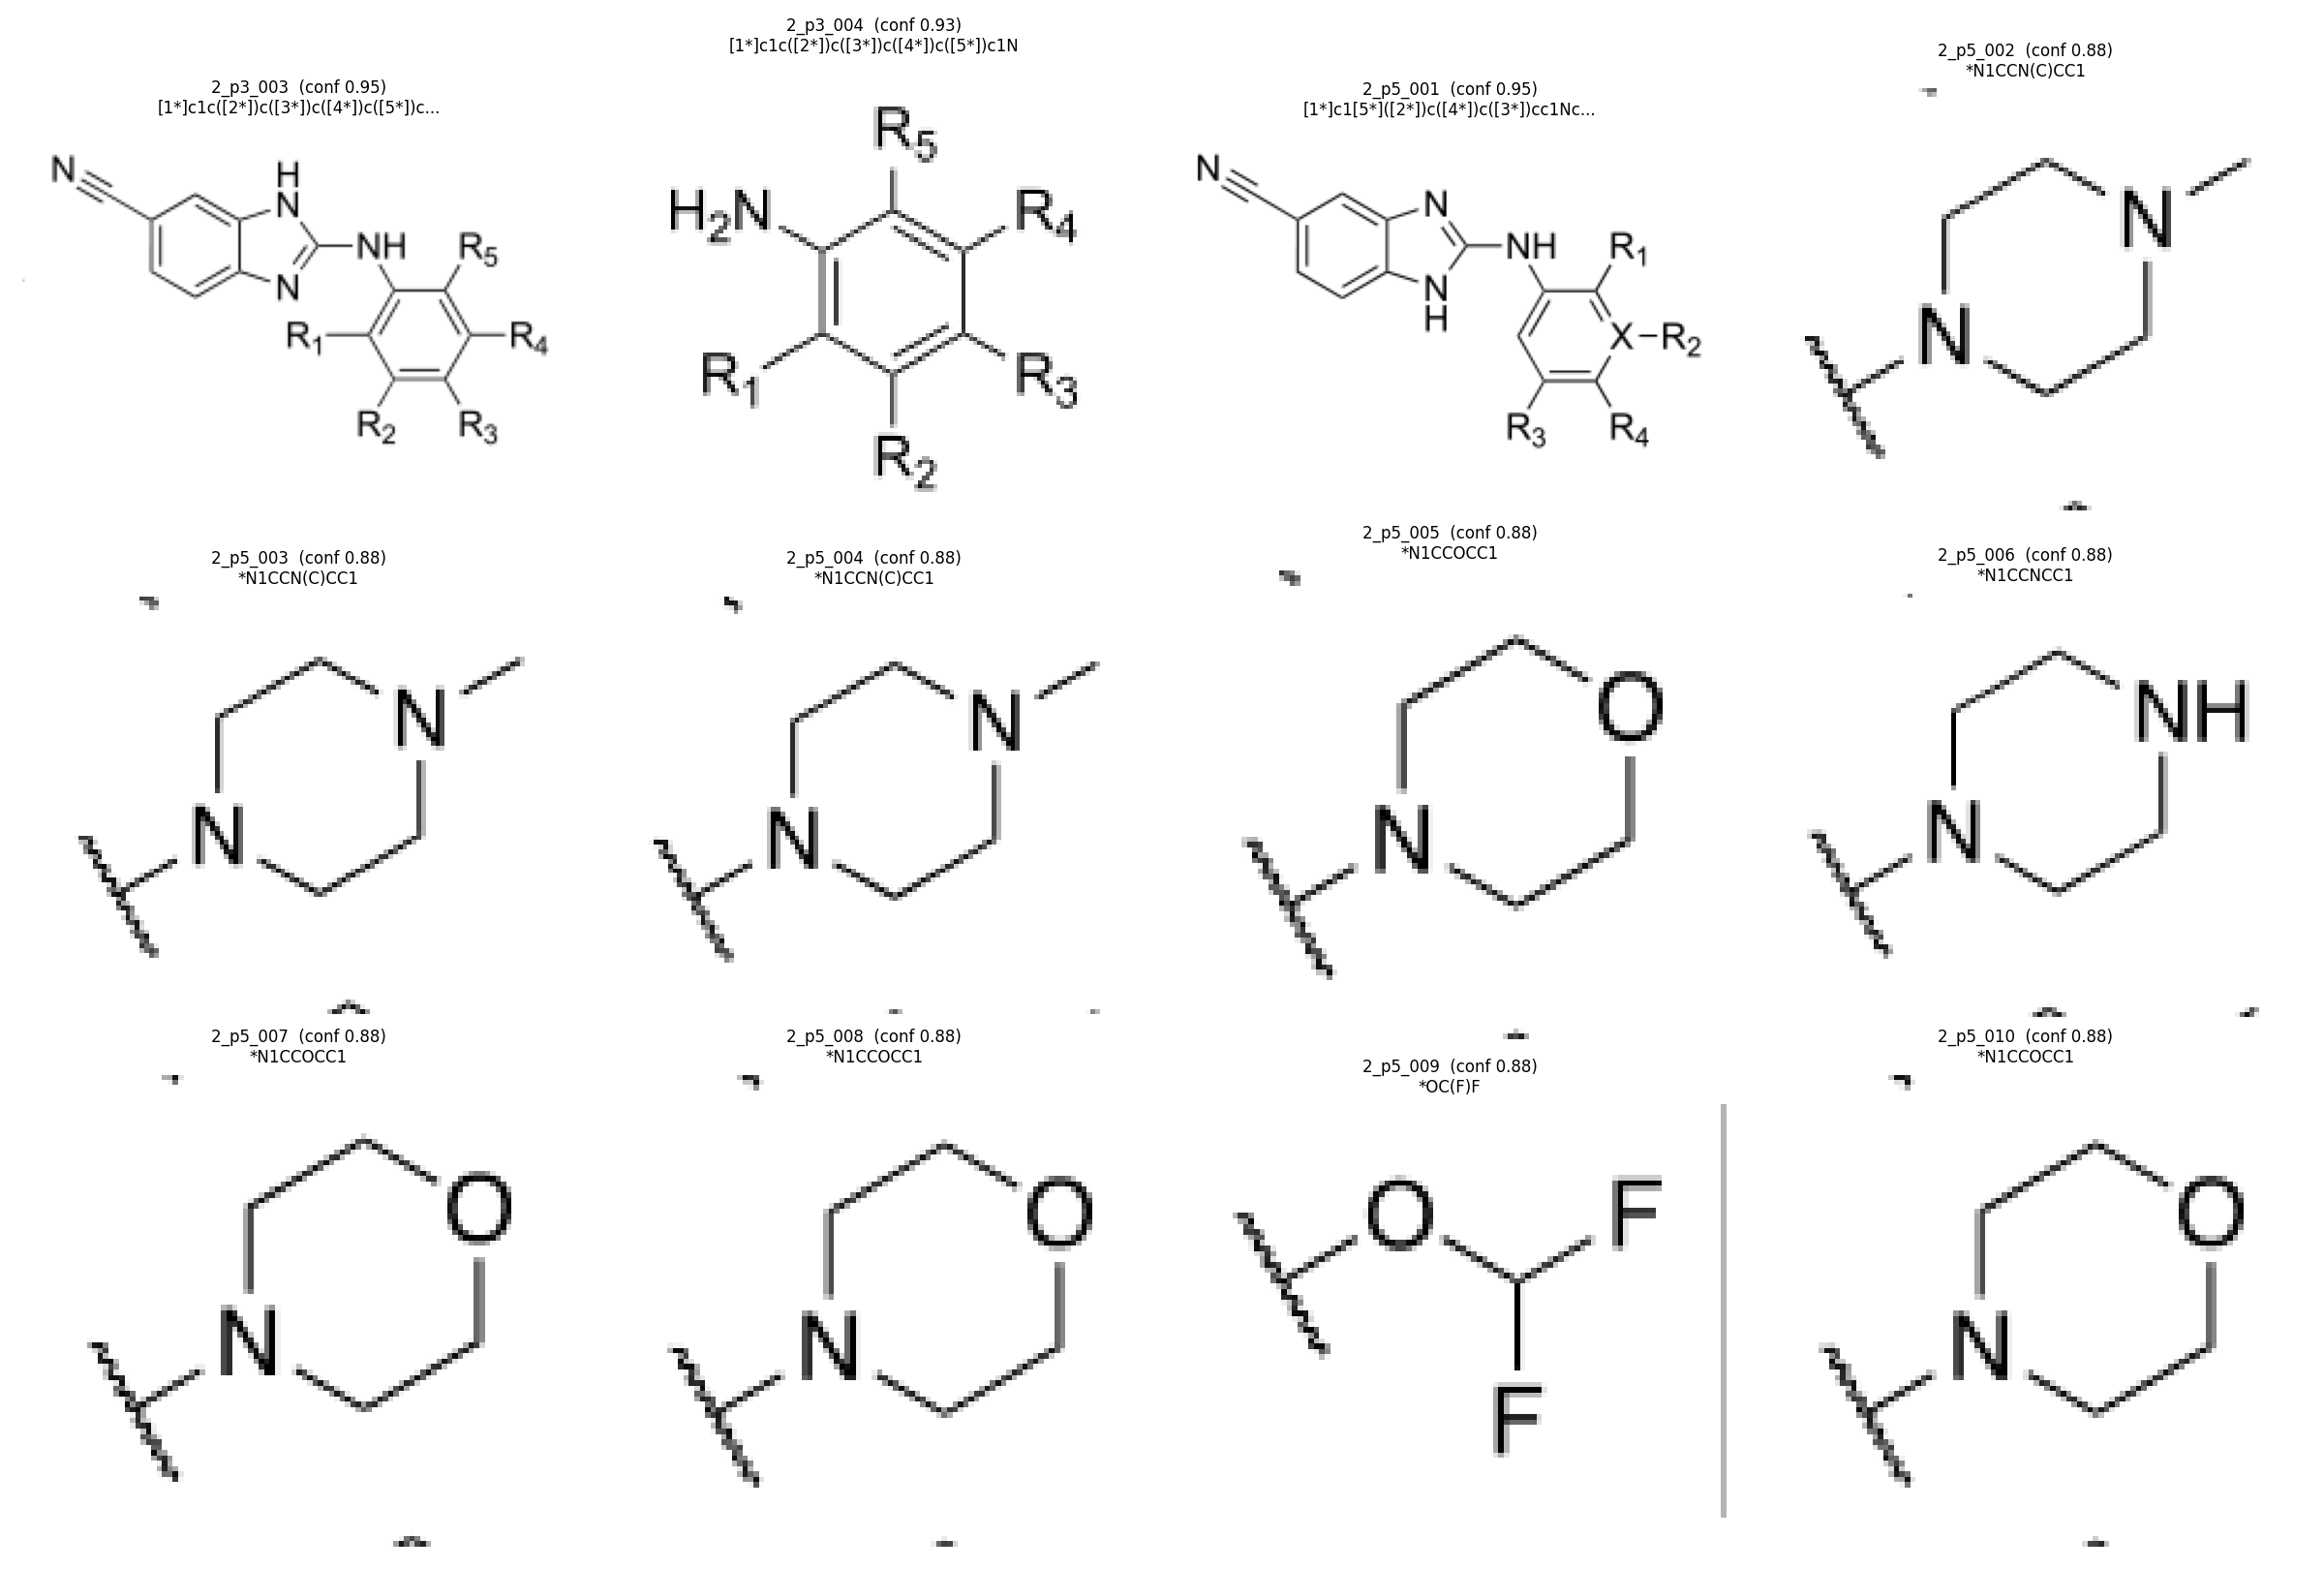 2_p3_003 (conf 0.95)
[1*]c1c([2*])c([3*])c([4*])c([5*])c...
N
H
N
NH
N
R5
R1
R4
R2
R3
2_p3_004 (conf 0.93)
[1*]c1c([2*])c([3*])c([4*])c([5*])c1N
R5
H2N
R4
R1
R3
R2
2_p5_001 (conf 0.95)
[1*]c1[5*]([2*])c([4*])c([3*])cc1Nc...
N
N
NH
N
H
R1
X
R2
R3
R4
2_p5_002 (conf 0.88)
*N1CCN(C)CC1
N
N
2_p5_003 (conf 0.88)
*N1CCN(C)CC1
N
N
2_p5_004 (conf 0.88)
*N1CCN(C)CC1
N
N
2_p5_005 (conf 0.88)
*N1CCOCC1
O
N
2_p5_006 (conf 0.88)
*N1CCNCC1
NH
N
2_p5_007 (conf 0.88)
*N1CCOCC1
O
N
2_p5_008 (conf 0.88)
*N1CCOCC1
O
N
2_p5_009 (conf 0.88)
*OC(F)F
O
F
F
2_p5_010 (conf 0.88)
*N1CCOCC1
O
N